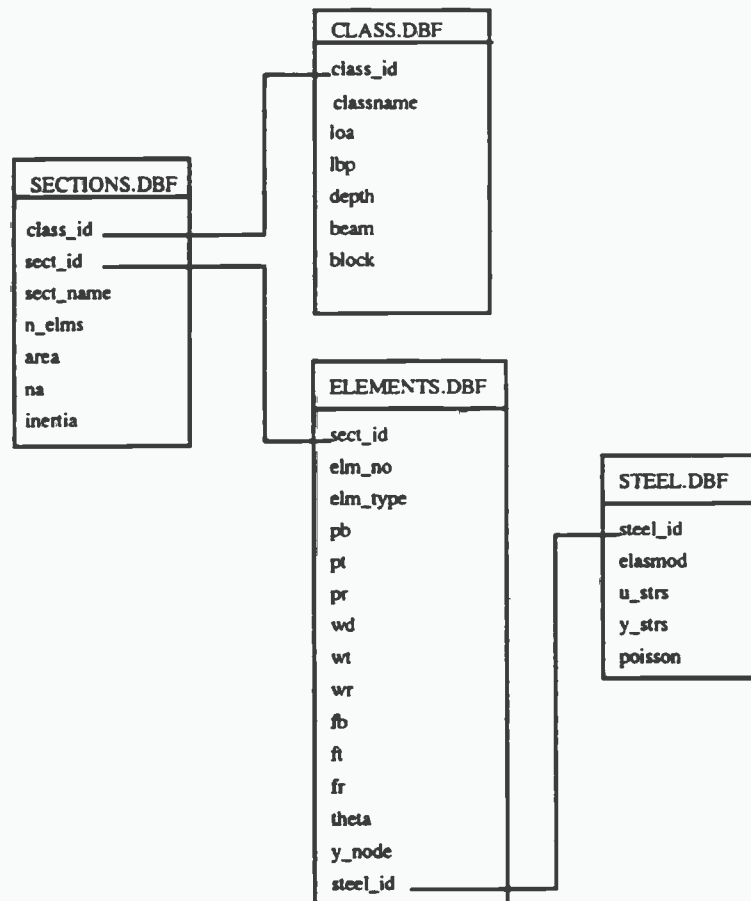 CLASS.DBF
class_id
classname
loa
lbp
depth
beam
block
SECTIONS.DBF
class_id
sect_id
sect_name
n_elms
area
na
inertia
ELEMENTS.DBF
sect_id
elm_no
elm_type
pb
pt
pr
wd
wt
wr
fb
ft
fr
theta
y_node
steel_id
STEEL.DBF
steel_id
elasmod
u_strs
y_strs
poisson